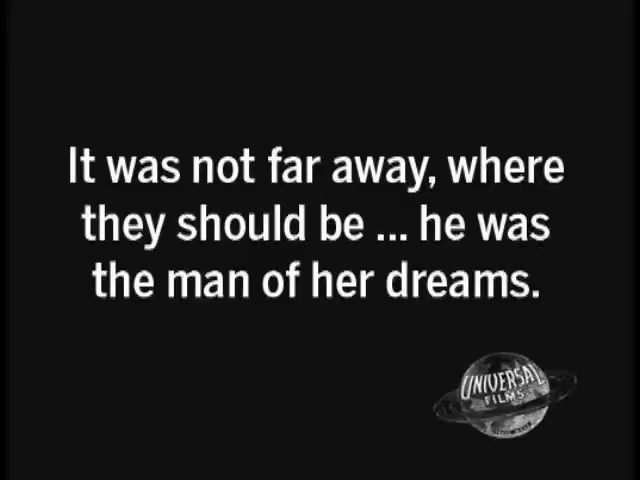 It was not far away, where
they should be ... he was
the man of her dreams.
UNIVERSAL
FILMS